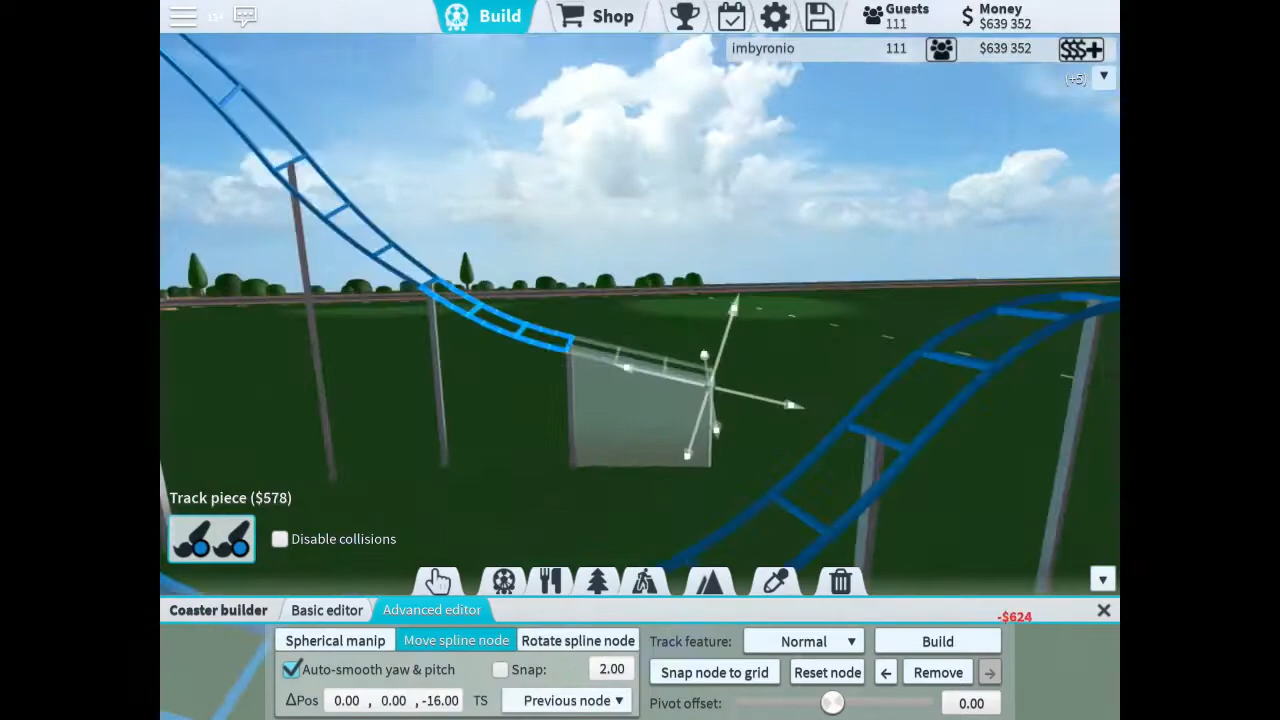 Build
Shop
Guests
111
$ Money
$639 352
imbyronio 111 $639 352
$$$+
(+5)
Track piece ($578)
Disable collisions
Coaster builder Basic editor Advanced editor
-$624
Spherical manip Move spline node Rotate spline node Track feature: Normal Build
Auto-smooth yaw & pitch Snap: 2.00 Snap node to grid Reset node Remove
ΔPos 0.00 , 0.00 , -16.00 TS Previous node Pivot offset: 0.00